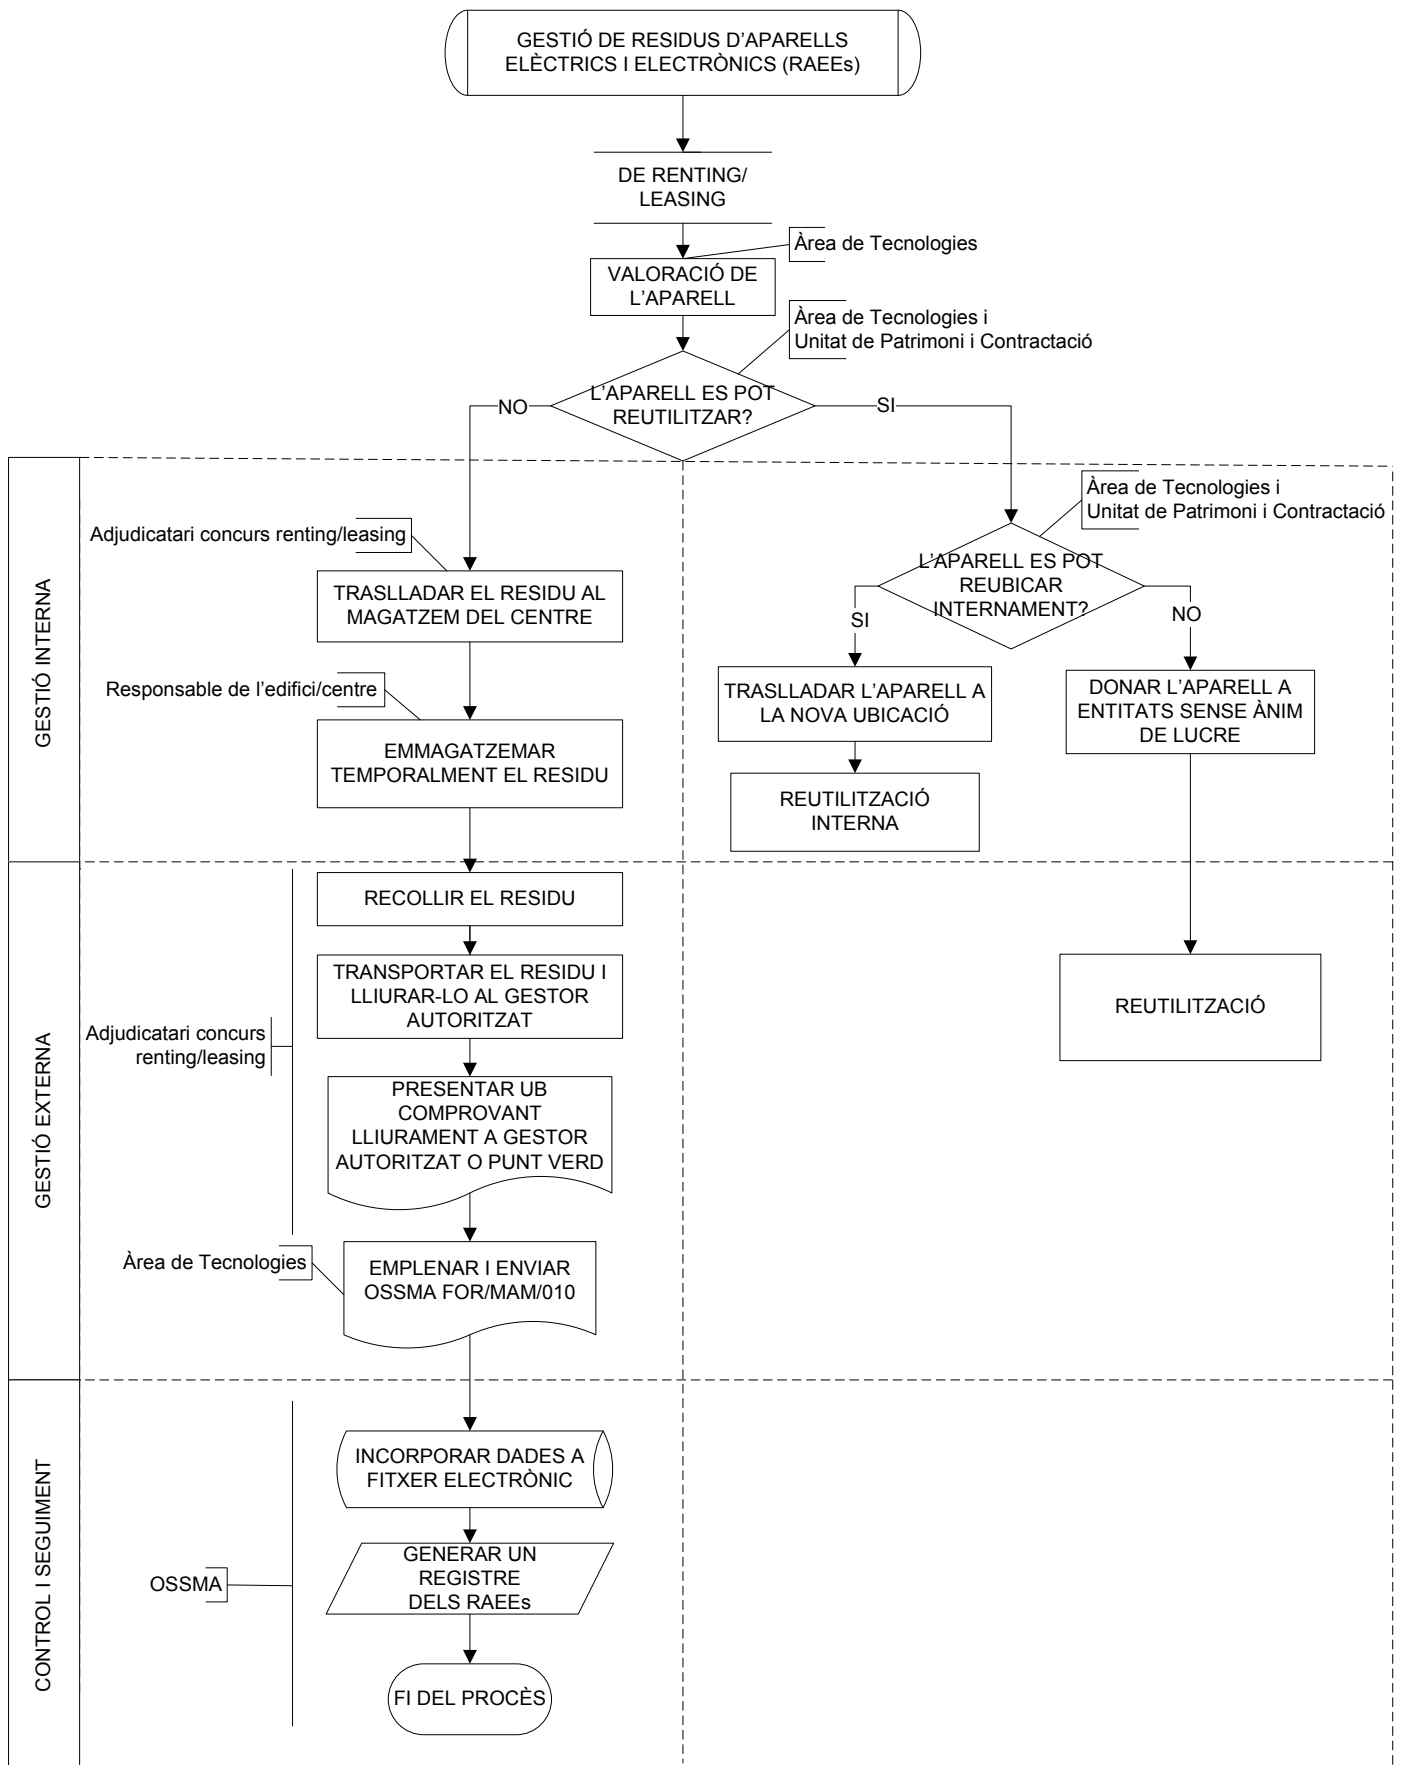 GESTIÓ DE RESIDUS D'APARELLS
ELÈCTRICS I ELECTRÒNICS (RAEEs)
DE RENTING/
LEASING
Àrea de Tecnologies
VALORACIÓ DE
L'APARELL
Àrea de Tecnologies i
Unitat de Patrimoni i Contractació
L'APARELL ES POT
REUTILITZAR?
NO
SI
GESTIÓ INTERNA
Adjudicatari concurs renting/leasing
TRASLLADAR EL RESIDU AL
MAGATZEM DEL CENTRE
Responsable de l'edifici/centre
EMMAGATZEMAR
TEMPORALMENT EL RESIDU
Àrea de Tecnologies i
Unitat de Patrimoni i Contractació
L'APARELL ES POT
REUBICAR
INTERNAMENT?
SI
NO
TRASLLADAR L'APARELL A
LA NOVA UBICACIÓ
REUTILITZACIÓ
INTERNA
DONAR L'APARELL A
ENTITATS SENSE ÀNIM
DE LUCRE
GESTIÓ EXTERNA
RECOLLIR EL RESIDU
TRANSPORTAR EL RESIDU I
LLIURAR-LO AL GESTOR
AUTORITZAT
Adjudicatari concurs
renting/leasing
PRESENTAR UB
COMPROVANT
LLIURAMENT A GESTOR
AUTORITZAT O PUNT VERD
Àrea de Tecnologies
EMPLENAR I ENVIAR
OSSMA FOR/MAM/010
REUTILITZACIÓ
CONTROL I SEGUIMENT
INCORPORAR DADES A
FITXER ELECTRÒNIC
OSSMA
GENERAR UN
REGISTRE
DELS RAEEs
FI DEL PROCÈS